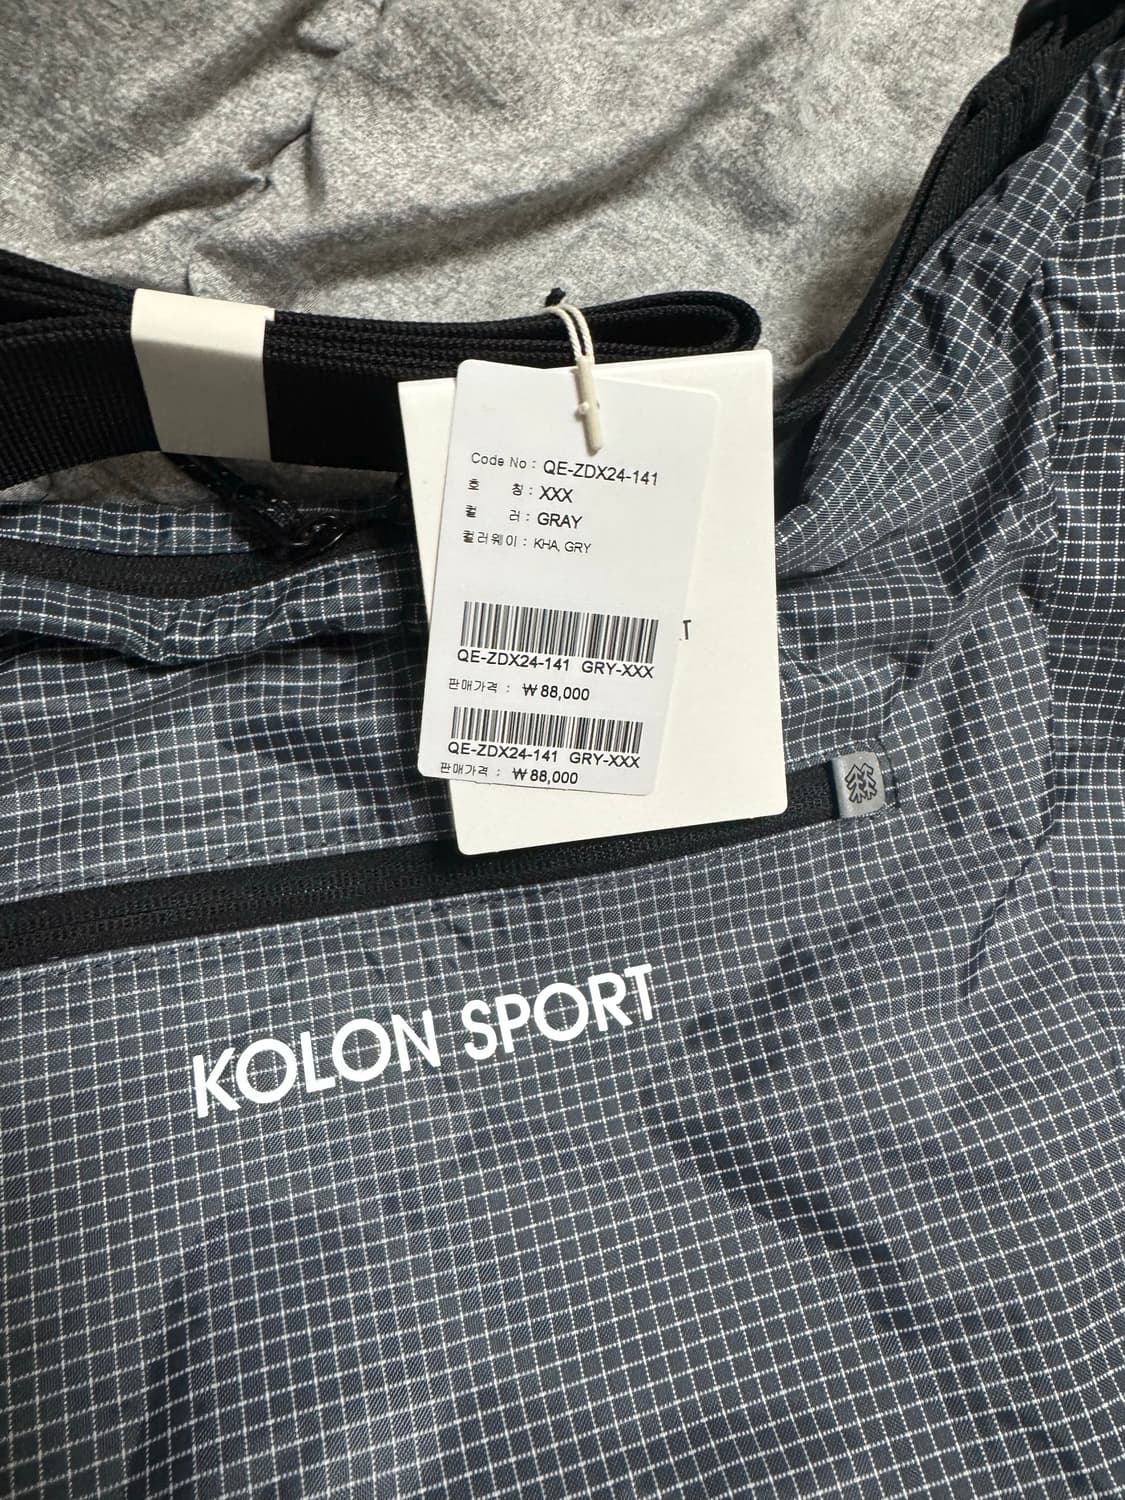 Code No : QE-ZDX24-141
호 칭 : XXX
컬 러 : GRAY
컬러웨이 : KHA, GRY
QE-ZDX24-141 GRY-XXX
판매가격 : ₩88,000
QE-ZDX24-141 GRY-XXX
판매가격 : ₩88,000
KOLON SPORT